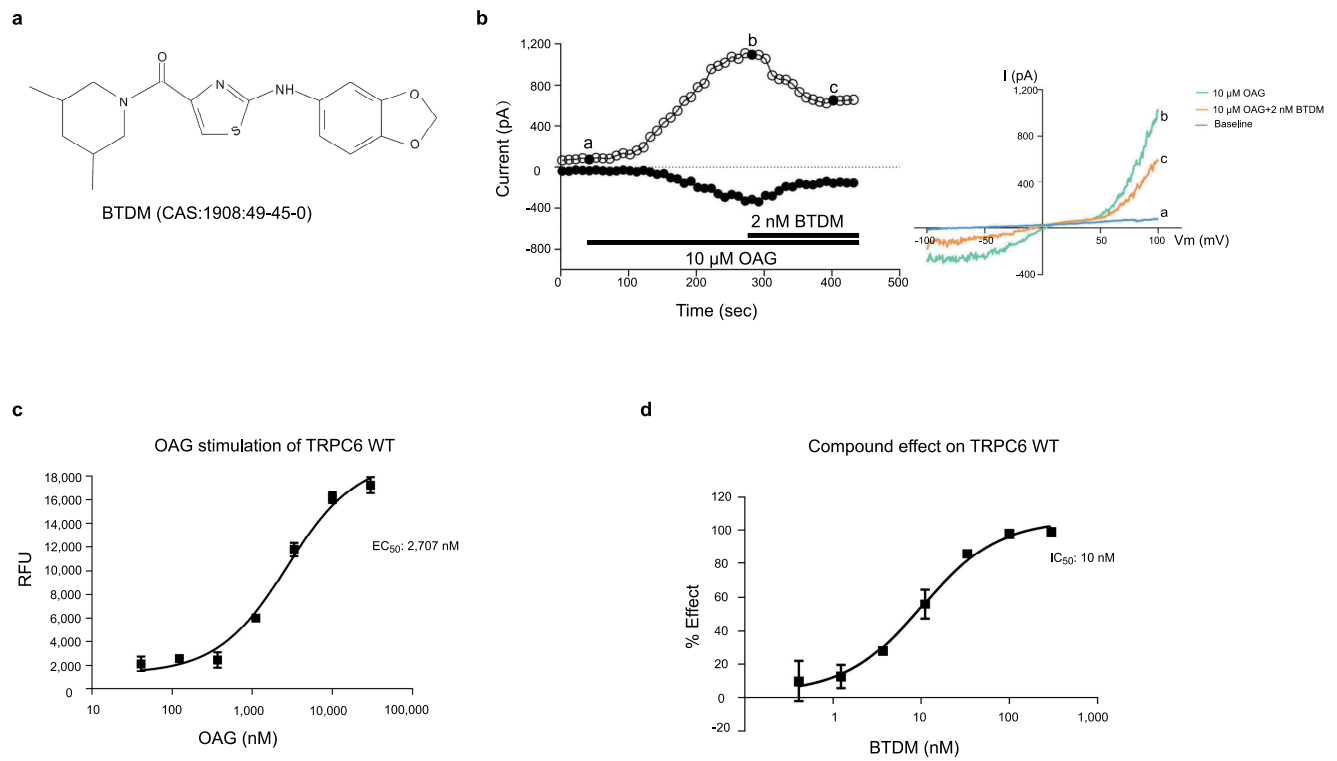 a
O
N
N
NH
S
O
O
BTDM (CAS:1908:49-45-0)
b
1,200
800
400
0
-400
-800
Current (pA)
a
b
c
2 nM BTDM
10 µM OAG
0
100
200
300
400
500
Time (sec)
I (pA)
1,200
800
400
-400
-100
-50
50
100
Vm (mV)
b
c
a
10 µM OAG
10 µM OAG+2 nM BTDM
Baseline
c
OAG stimulation of TRPC6 WT
18,000
16,000
14,000
12,000
10,000
8,000
6,000
4,000
2,000
0
RFU
EC50: 2,707 nM
10
100
1,000
10,000
100,000
OAG (nM)
d
Compound effect on TRPC6 WT
120
100
80
60
40
20
0
-20
% Effect
IC50: 10 nM
1
10
100
1,000
BTDM (nM)